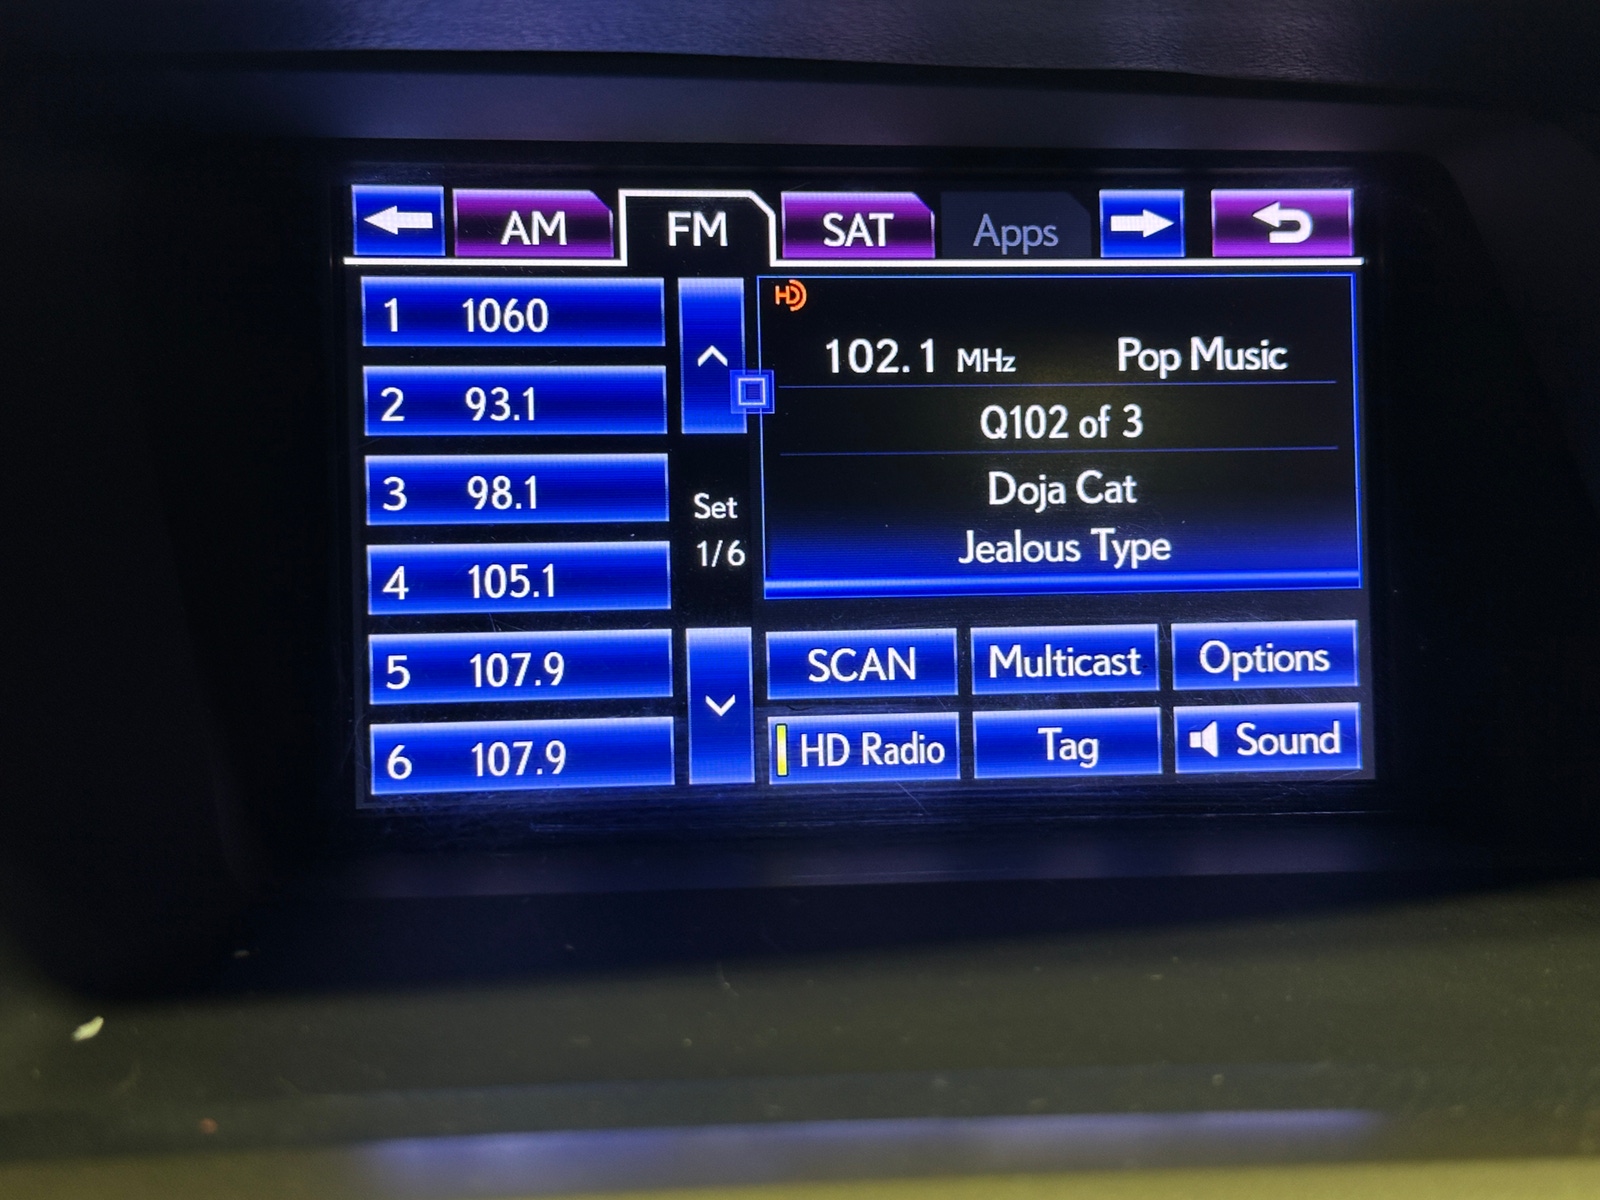 AM FM SAT Apps
1 1060
2 93.1
3 98.1
4 105.1
5 107.9
6 107.9
Set
1/6
HD
102.1 MHz Pop Music
Q102 of 3
Doja Cat
Jealous Type
SCAN Multicast Options
HD Radio Tag Sound